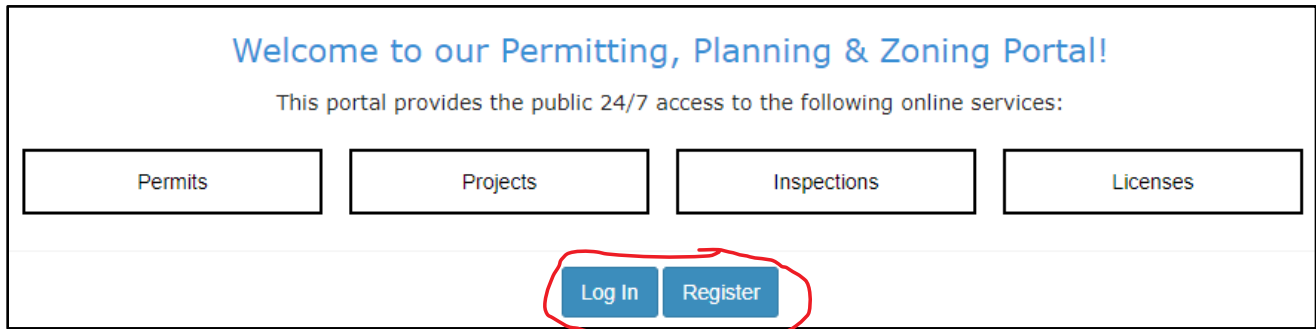 Welcome to our Permitting, Planning & Zoning Portal!
This portal provides the public 24/7 access to the following online services:
Permits Projects Inspections Licenses
Log In Register